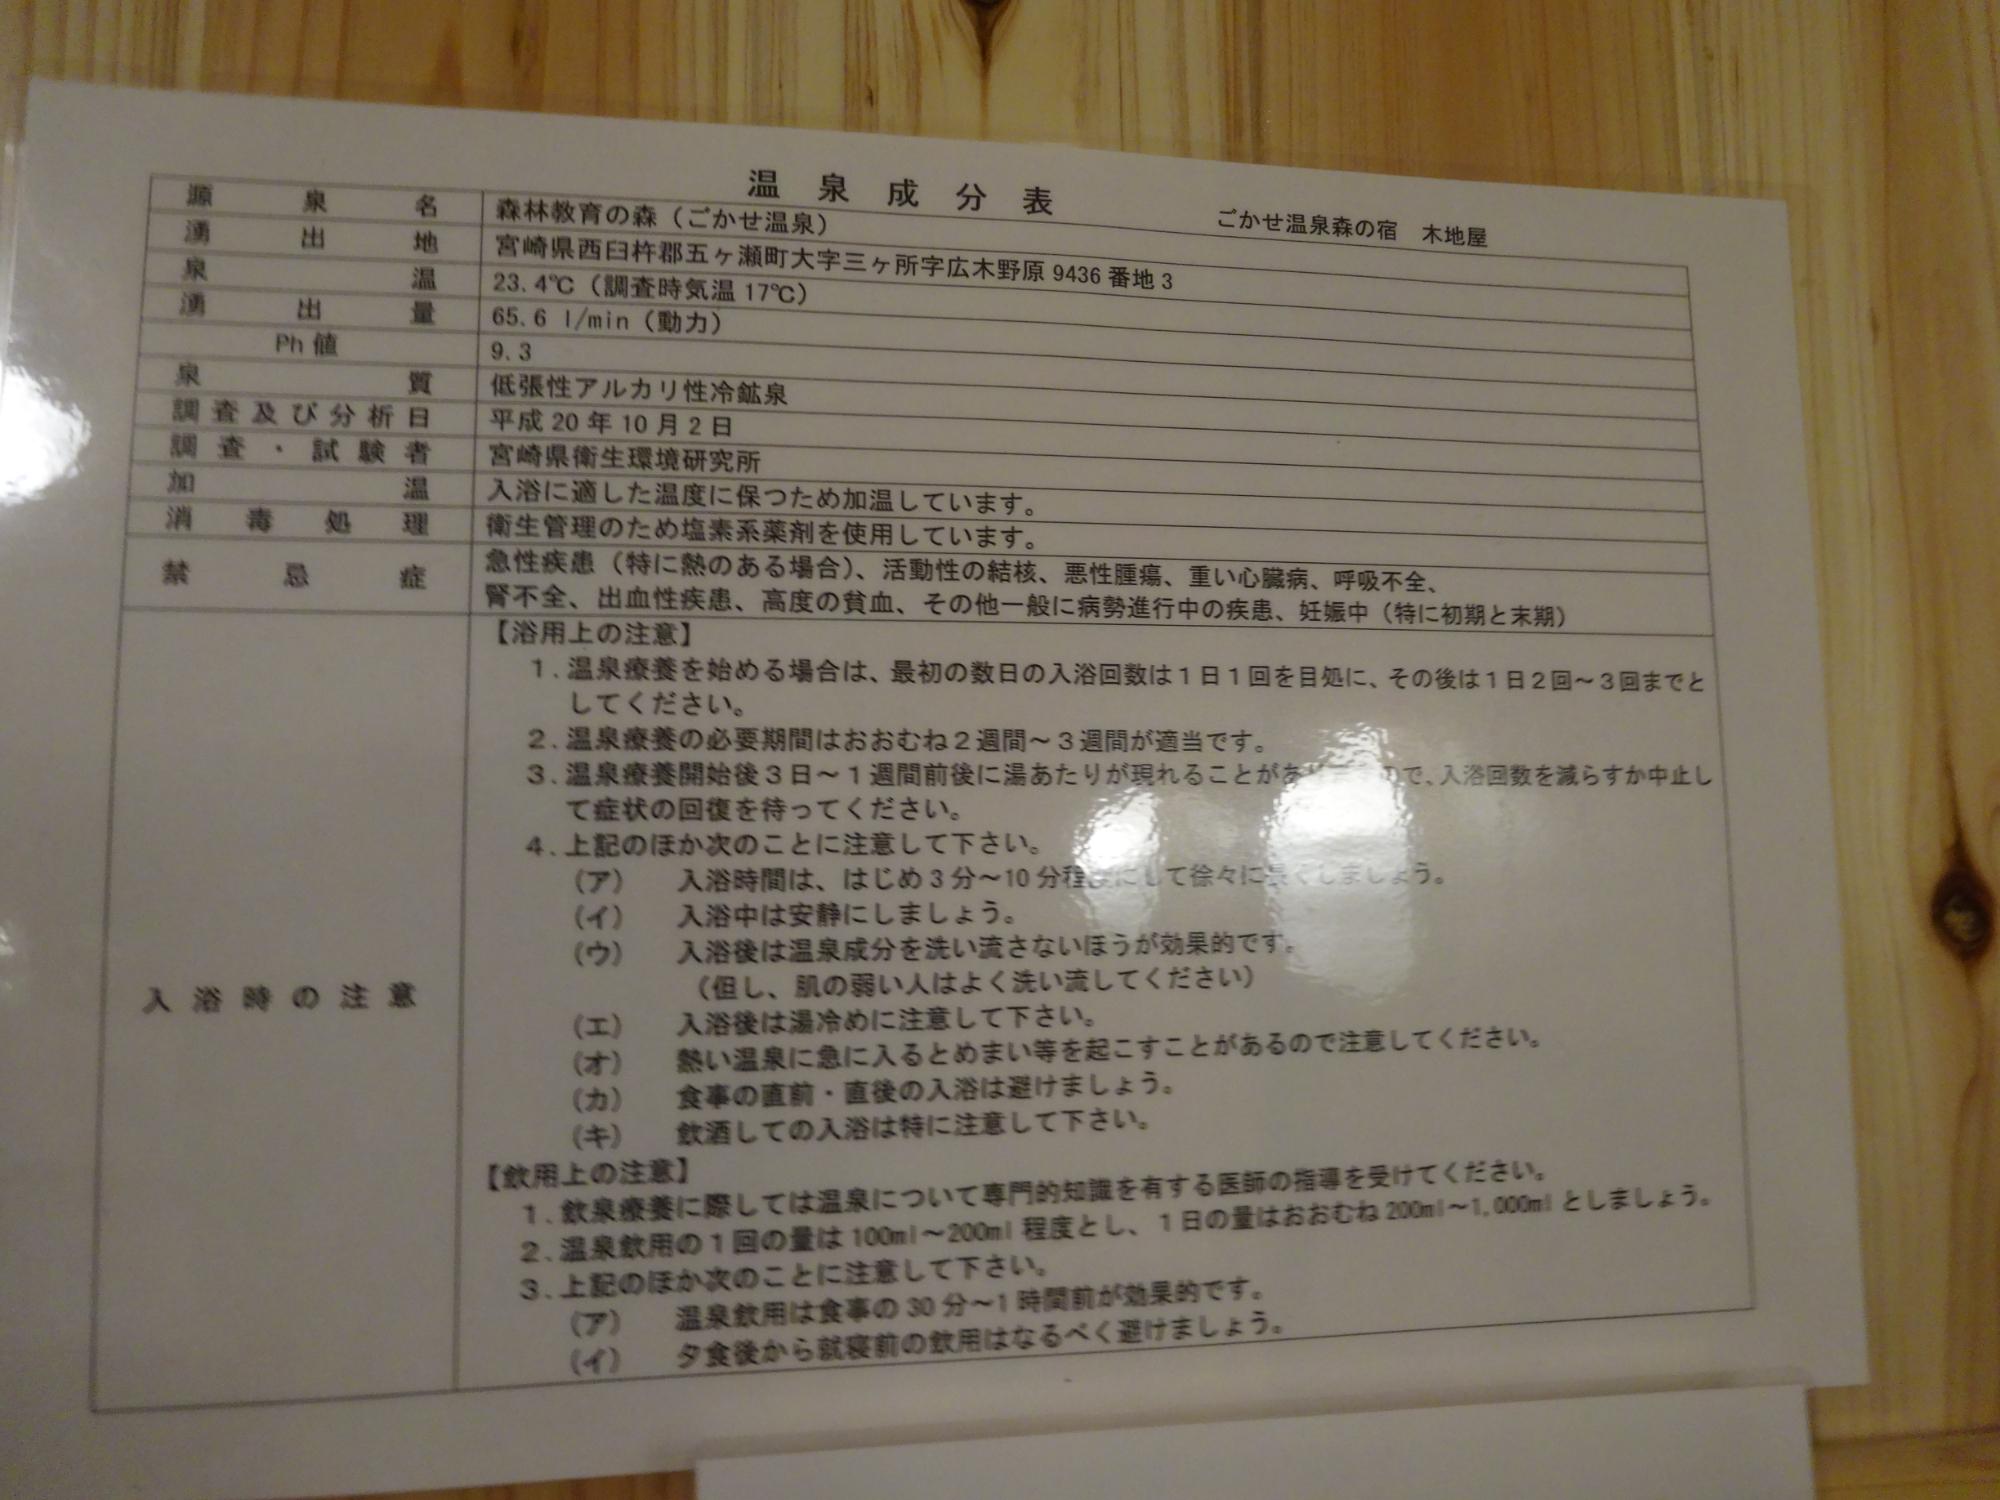 温泉成分表
ごかせ温泉森の宿　木地屋
源泉名　森林教育の森（ごかせ温泉）
湧出地　宮崎県西臼杵郡五ヶ瀬町大字三ヶ所字広木野原 9436 番地 3
泉温　23.4℃（調査時気温 17℃）
湧出量　65.6 l/min（動力）
Ph 値　9.3
泉質　低張性アルカリ性冷鉱泉
調査及び分析日　平成 20 年 10 月 2 日
調査・試験者　宮崎県衛生環境研究所
加温　入浴に適した温度に保つため加温しています。
消毒処理　衛生管理のため塩素系薬剤を使用しています。
禁忌症　急性疾患（特に熱のある場合）、活動性の結核、悪性腫瘍、重い心臓病、呼吸不全、
腎不全、出血性疾患、高度の貧血、その他一般に病勢進行中の疾患、妊娠中（特に初期と末期）
入浴時の注意
【浴用上の注意】
１．温泉療養を始める場合は、最初の数日の入浴回数は１日１回を目処に、その後は１日２回～３回までと
してください。
２．温泉療養の必要期間はおおむね２週間～３週間が適当です。
３．温泉療養開始後３日～１週間前後に湯あたりが現れることがあ　ので、入浴回数を減らすか中止し
て症状の回復を待ってください。
４．上記のほか次のことに注意して下さい。
（ア）　入浴時間は、はじめ 3 分～10 分程度にして徐々に長くしましょう。
（イ）　入浴中は安静にしましょう。
（ウ）　入浴後は温泉成分を洗い流さないほうが効果的です。
（但し、肌の弱い人はよく洗い流してください）
（エ）　入浴後は湯冷めに注意して下さい。
（オ）　熱い温泉に急に入るとめまい等を起こすことがあるので注意してください。
（カ）　食事の直前・直後の入浴は避けましょう。
（キ）　飲酒しての入浴は特に注意して下さい。
【飲用上の注意】
１．飲泉療養に際しては温泉について専門的知識を有する医師の指導を受けてください。
２．温泉飲用の１回の量は 100ml～200ml 程度とし、１日の量はおおむね 200ml～1,000ml としましょう。
３．上記のほか次のことに注意して下さい。
（ア）　温泉飲用は食事の 30 分～1 時間前が効果的です。
（イ）　夕食後から就寝前の飲用はなるべく避けましょう。